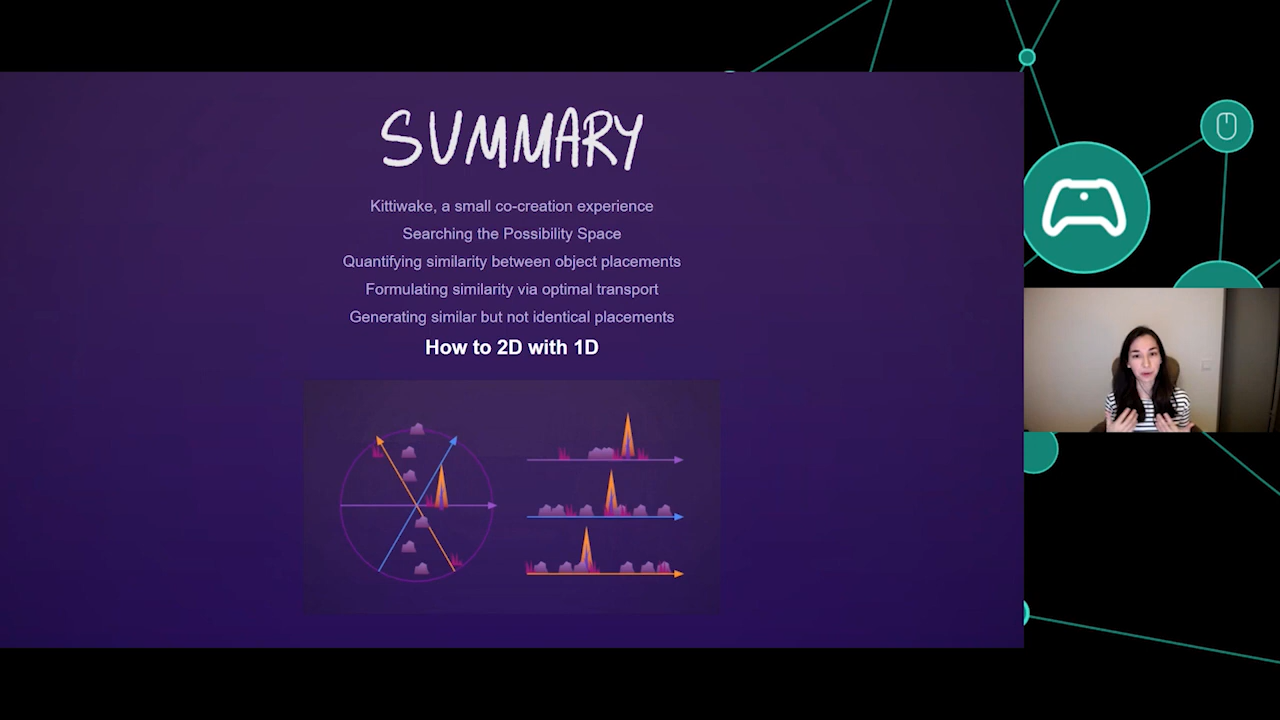 SUMMARY
Kittiwake, a small co-creation experience
Searching the Possibility Space
Quantifying similarity between object placements
Formulating similarity via optimal transport
Generating similar but not identical placements
How to 2D with 1D